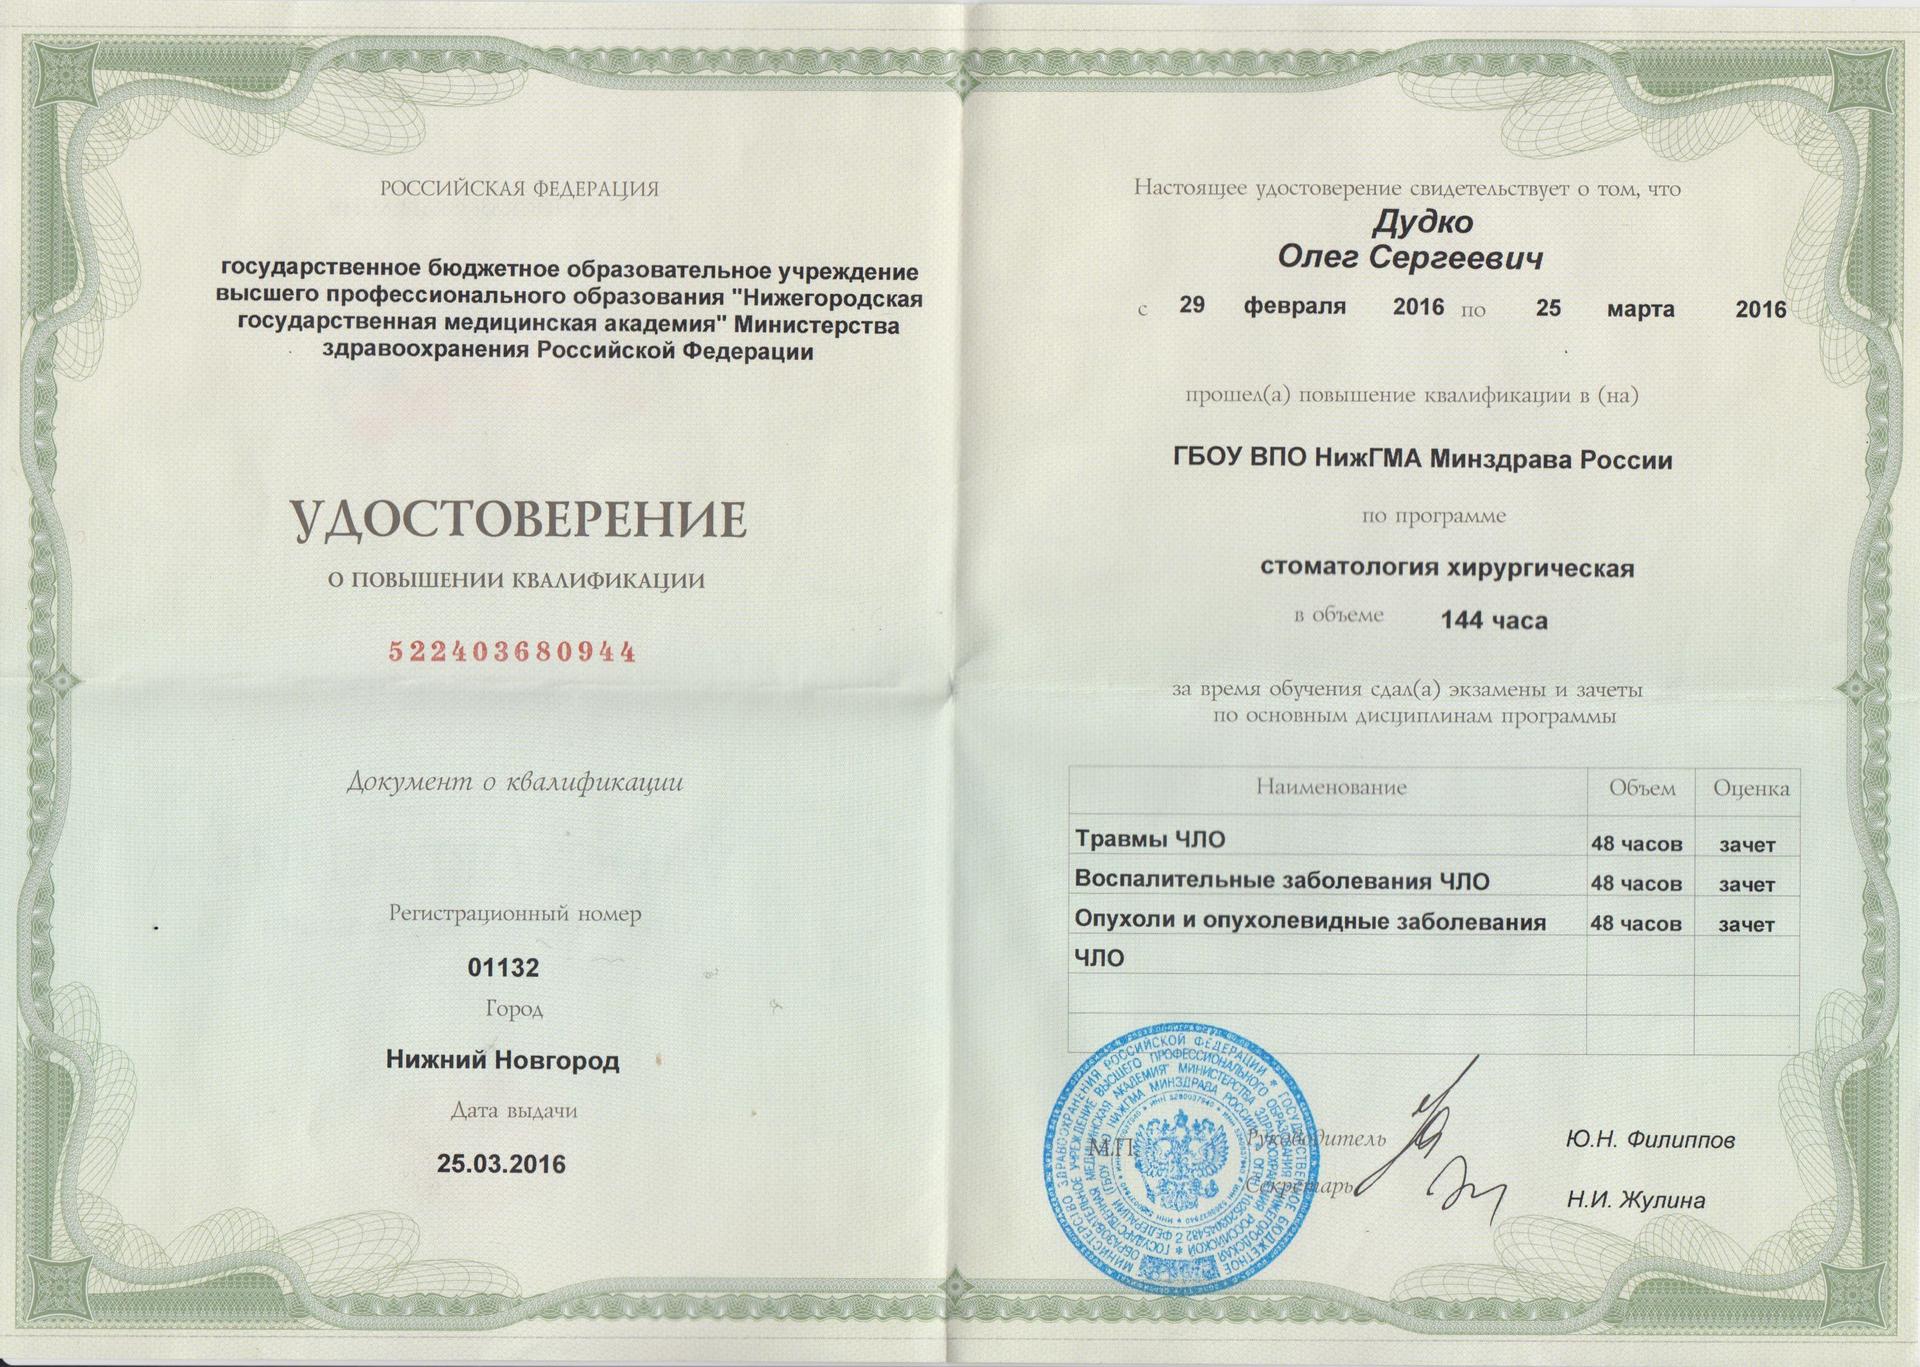 РОССИЙСКАЯ ФЕДЕРАЦИЯ
государственное бюджетное образовательное учреждение
высшего профессионального образования "Нижегородская
государственная медицинская академия" Министерства
здравоохранения Российской Федерации
УДОСТОВЕРЕНИЕ
О ПОВЫШЕНИИ КВАЛИФИКАЦИИ
522403680944
Документ о квалификации
Регистрационный номер
01132
Город
Нижний Новгород
Дата выдачи
25.03.2016
Настоящее удостоверение свидетельствует о том, что
Дудко
Олег Сергеевич
с 29 февраля 2016 по 25 марта 2016
прошел(а) повышение квалификации в (на)
ГБОУ ВПО НижГМА Минздрава России
по программе
стоматология хирургическая
в объеме 144 часа
за время обучения сдал(а) экзамены и зачеты
по основным дисциплинам программы
Наименование Объем Оценка
Травмы ЧЛО 48 часов зачет
Воспалительные заболевания ЧЛО 48 часов зачет
Опухоли и опухолевидные заболевания 48 часов зачет
ЧЛО
М.П.
Руководитель Ю.Н. Филиппов
Секретарь Н.И. Жулина